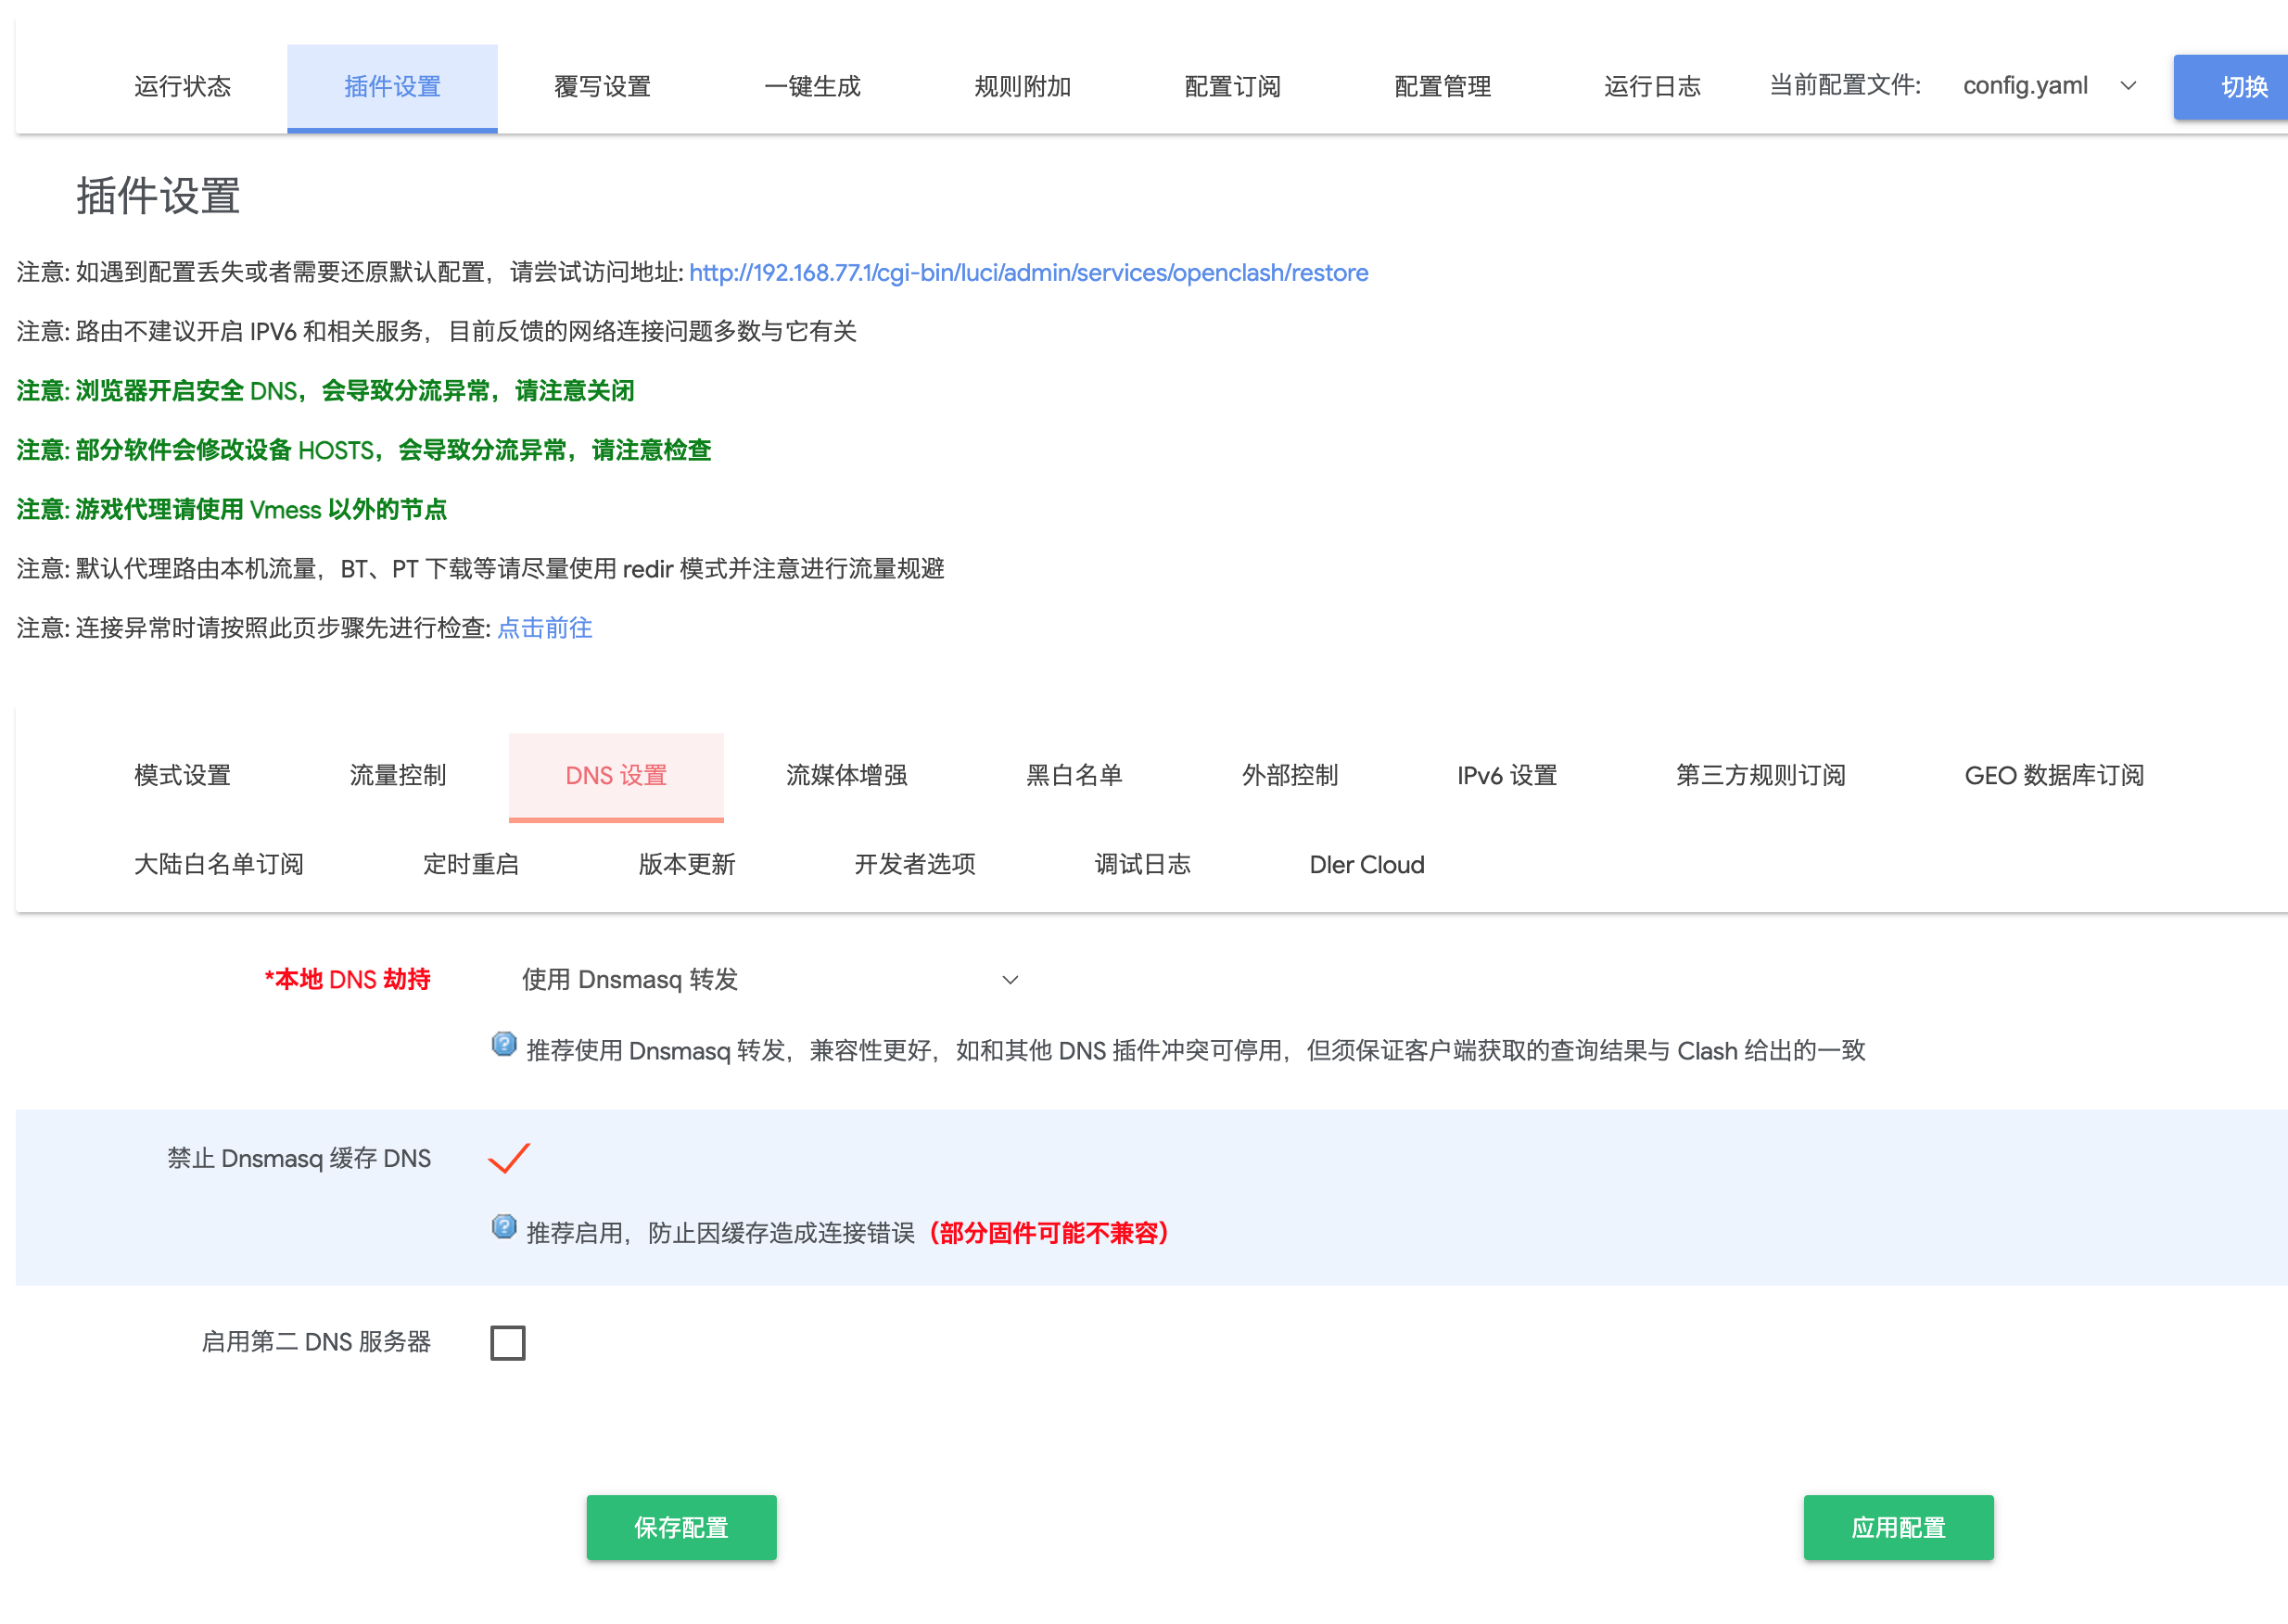 运行状态 插件设置 覆写设置 一键生成 规则附加 配置订阅 配置管理 运行日志 当前配置文件: config.yaml 切换
插件设置
注意: 如遇到配置丢失或者需要还原默认配置，请尝试访问地址: http://192.168.77.1/cgi-bin/luci/admin/services/openclash/restore
注意: 路由不建议开启 IPV6 和相关服务，目前反馈的网络连接问题多数与它有关
注意: 浏览器开启安全 DNS，会导致分流异常，请注意关闭
注意: 部分软件会修改设备 HOSTS，会导致分流异常，请注意检查
注意: 游戏代理请使用 Vmess 以外的节点
注意: 默认代理路由本机流量，BT、PT 下载等请尽量使用 redir 模式并注意进行流量规避
注意: 连接异常时请按照此页步骤先进行检查: 点击前往
模式设置 流量控制 DNS 设置 流媒体增强 黑白名单 外部控制 IPv6 设置 第三方规则订阅 GEO 数据库订阅
大陆白名单订阅 定时重启 版本更新 开发者选项 调试日志 Dler Cloud
*本地 DNS 劫持 使用 Dnsmasq 转发
推荐使用 Dnsmasq 转发，兼容性更好，如和其他 DNS 插件冲突可停用，但须保证客户端获取的查询结果与 Clash 给出的一致
禁止 Dnsmasq 缓存 DNS
推荐启用，防止因缓存造成连接错误（部分固件可能不兼容）
启用第二 DNS 服务器
保存配置 应用配置